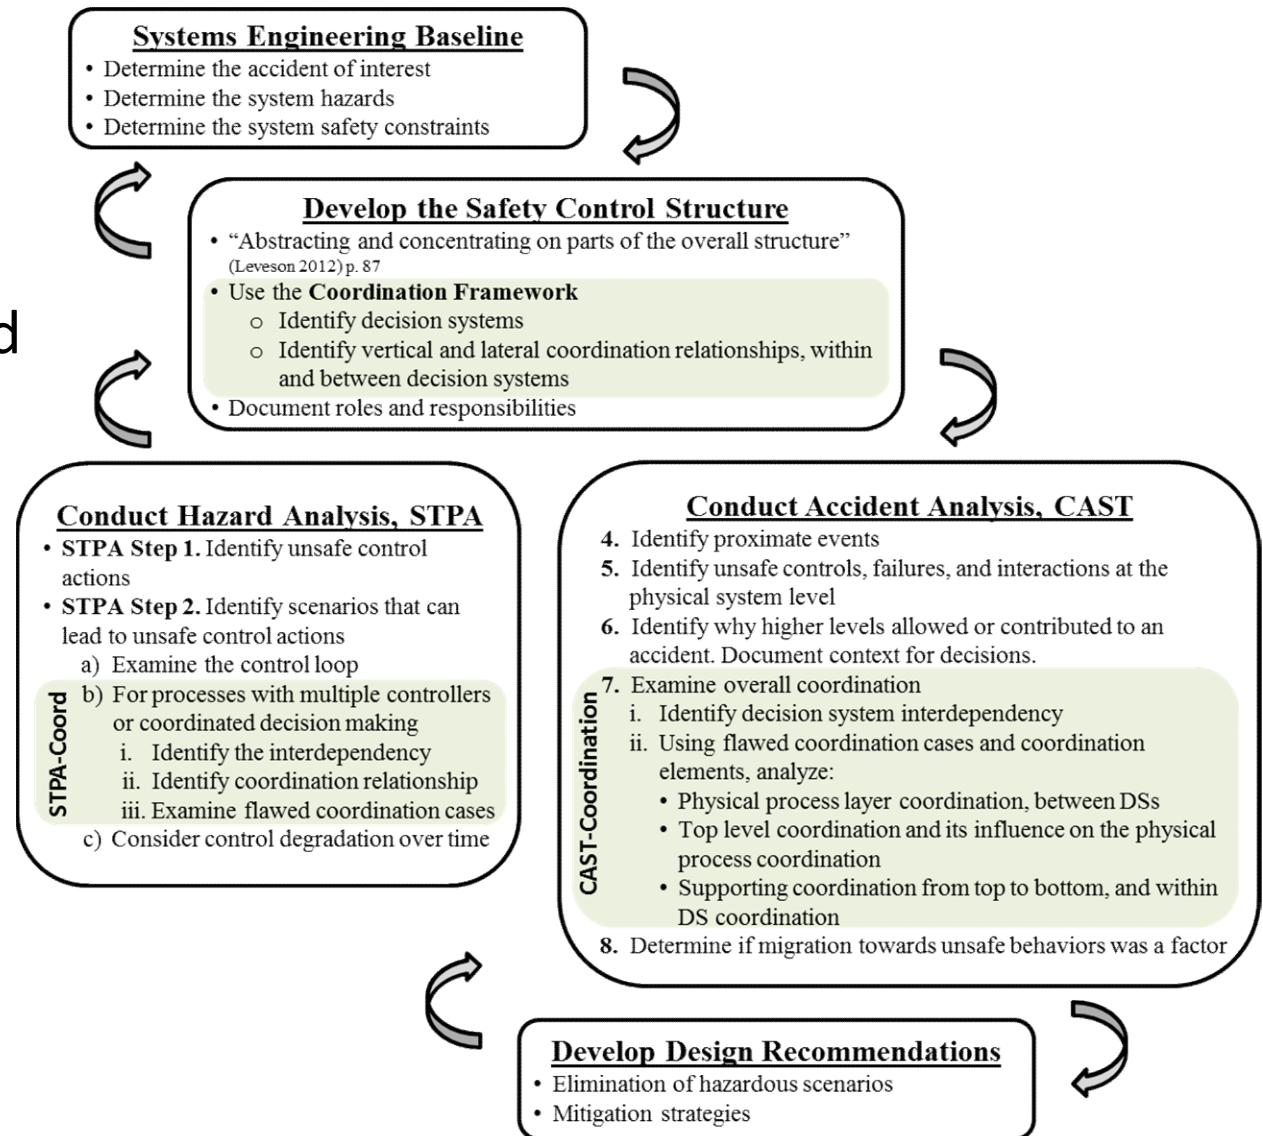 Systems Engineering Baseline
• Determine the accident of interest
• Determine the system hazards
• Determine the system safety constraints
Develop the Safety Control Structure
• “Abstracting and concentrating on parts of the overall structure”
(Leveson 2012) p. 87
• Use the Coordination Framework
o Identify decision systems
o Identify vertical and lateral coordination relationships, within
and between decision systems
• Document roles and responsibilities
d
Conduct Hazard Analysis, STPA
• STPA Step 1. Identify unsafe control
actions
• STPA Step 2. Identify scenarios that can
lead to unsafe control actions
a) Examine the control loop
STPA-Coord
b) For processes with multiple controllers
or coordinated decision making
i. Identify the interdependency
ii. Identify coordination relationship
iii. Examine flawed coordination cases
c) Consider control degradation over time
Conduct Accident Analysis, CAST
4. Identify proximate events
5. Identify unsafe controls, failures, and interactions at the
physical system level
6. Identify why higher levels allowed or contributed to an
accident. Document context for decisions.
CAST-Coordination
7. Examine overall coordination
i. Identify decision system interdependency
ii. Using flawed coordination cases and coordination
elements, analyze:
• Physical process layer coordination, between DSs
• Top level coordination and its influence on the physical
process coordination
• Supporting coordination from top to bottom, and within
DS coordination
8. Determine if migration towards unsafe behaviors was a factor
Develop Design Recommendations
• Elimination of hazardous scenarios
• Mitigation strategies